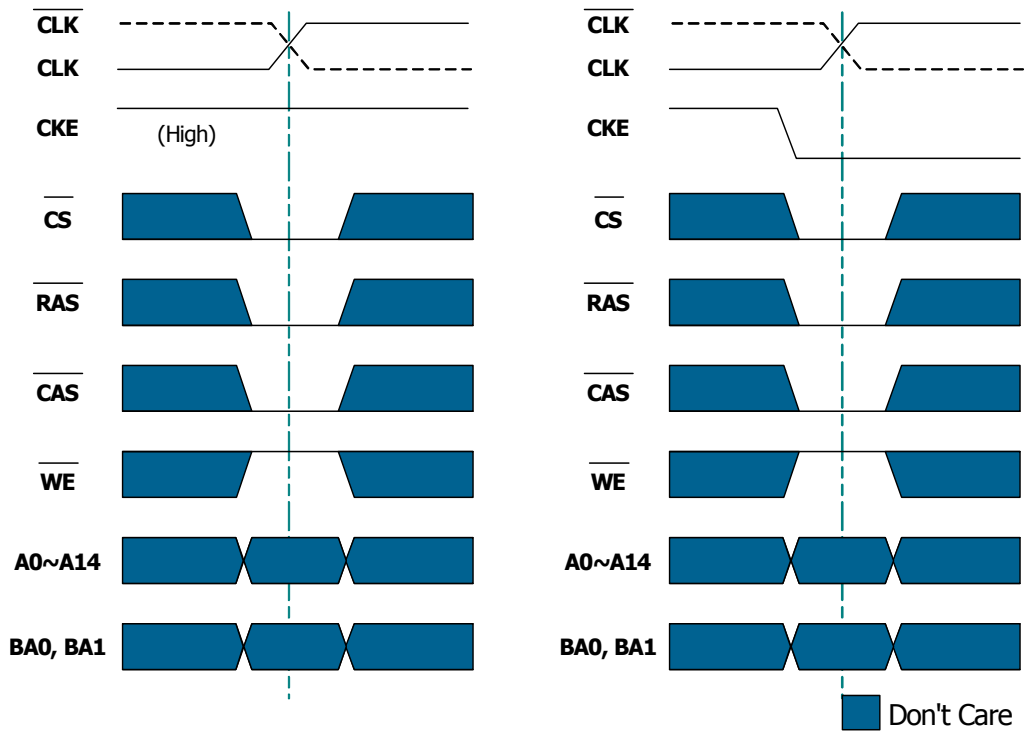 CLK
CLK
CKE
(High)
CS
RAS
CAS
WE
A0~A14
BA0, BA1
CLK
CLK
CKE
CS
RAS
CAS
WE
A0~A14
BA0, BA1
Don't Care